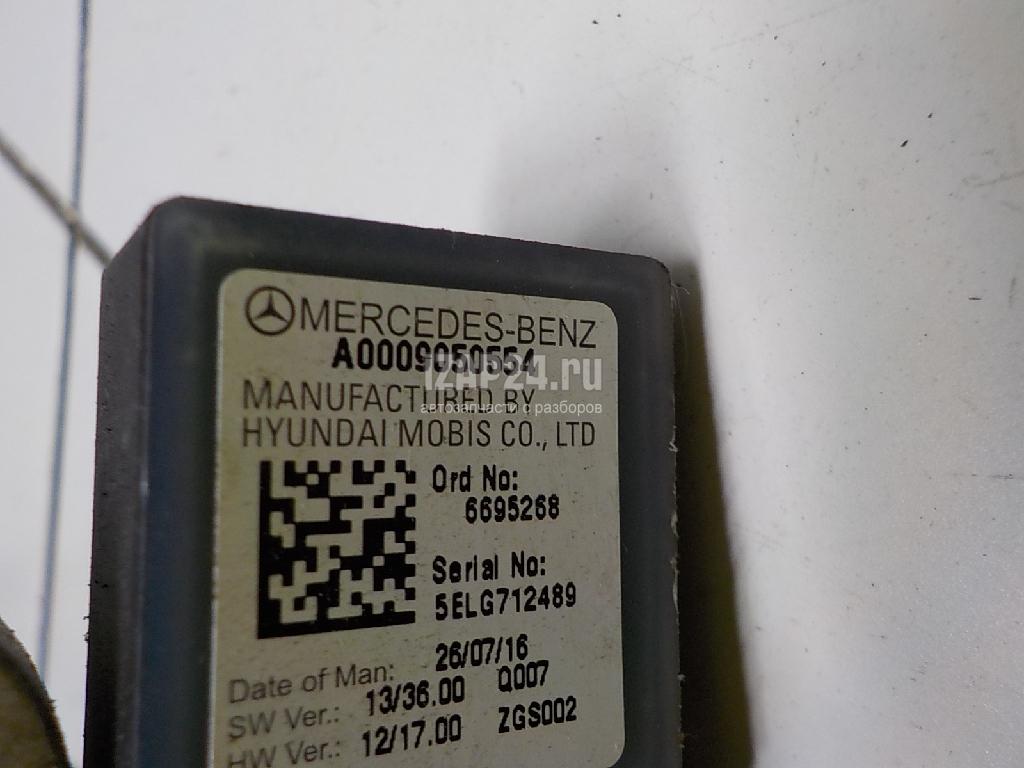 MERCEDES-BENZ
A0009050554
1ZAP24.ru
MANUFACTURED BY
автозапчасти с разборов
HYUNDAI MOBIS CO., LTD
Ord No:
6695268
Serial No:
5ELG712489
Date of Man: 26/07/16
SW Ver.: 13/36.00 Q007
HW Ver.: 12/17.00 ZGS002